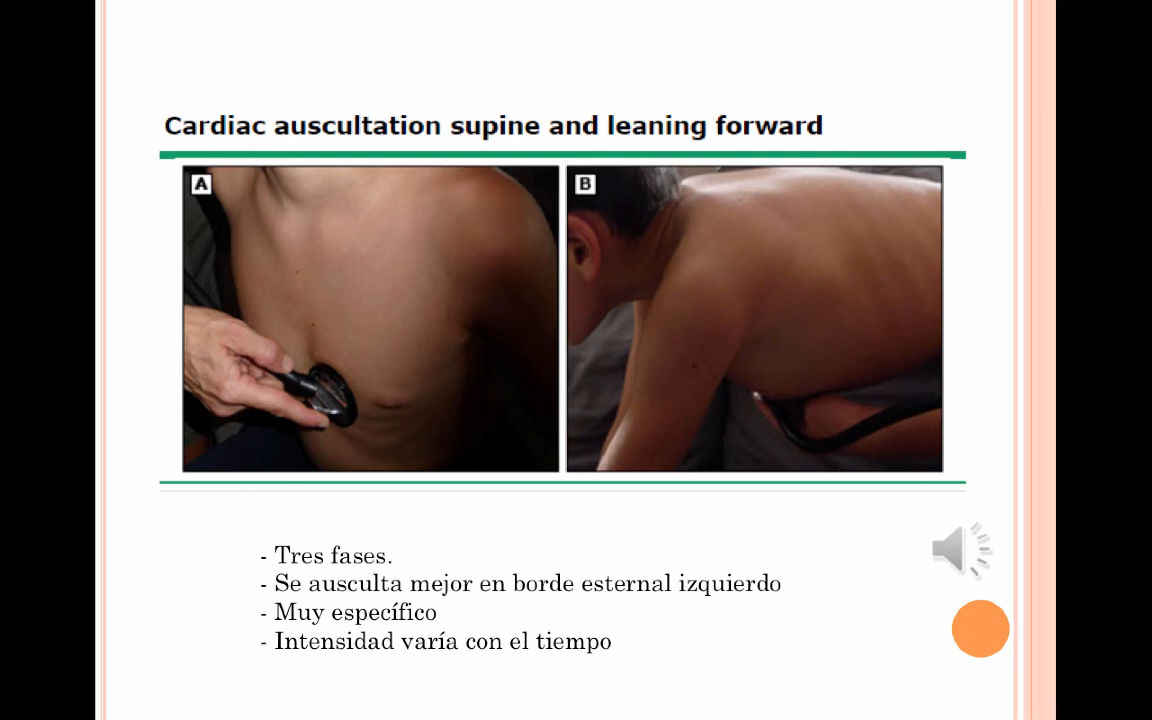 Cardiac auscultation supine and leaning forward
A
B
- Tres fases.
- Se ausculta mejor en borde esternal izquierdo
- Muy específico
- Intensidad varía con el tiempo